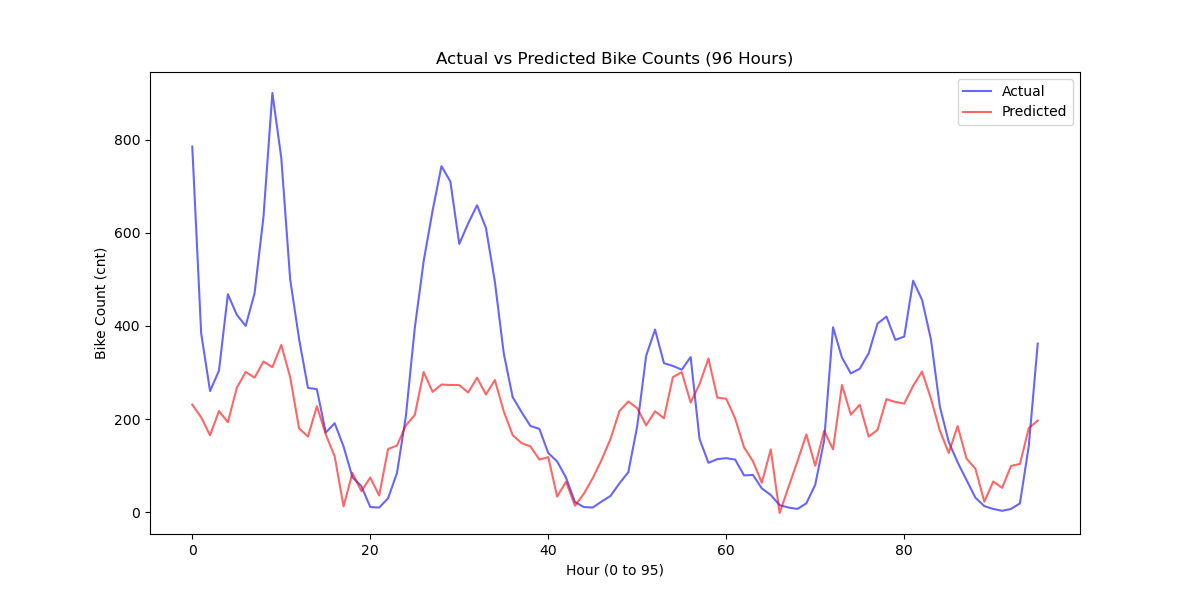 Actual vs Predicted Bike Counts (96 Hours)
Actual
Predicted
800
600
400
200
0
Bike Count (cnt)
0 20 40 60 80
Hour (0 to 95)